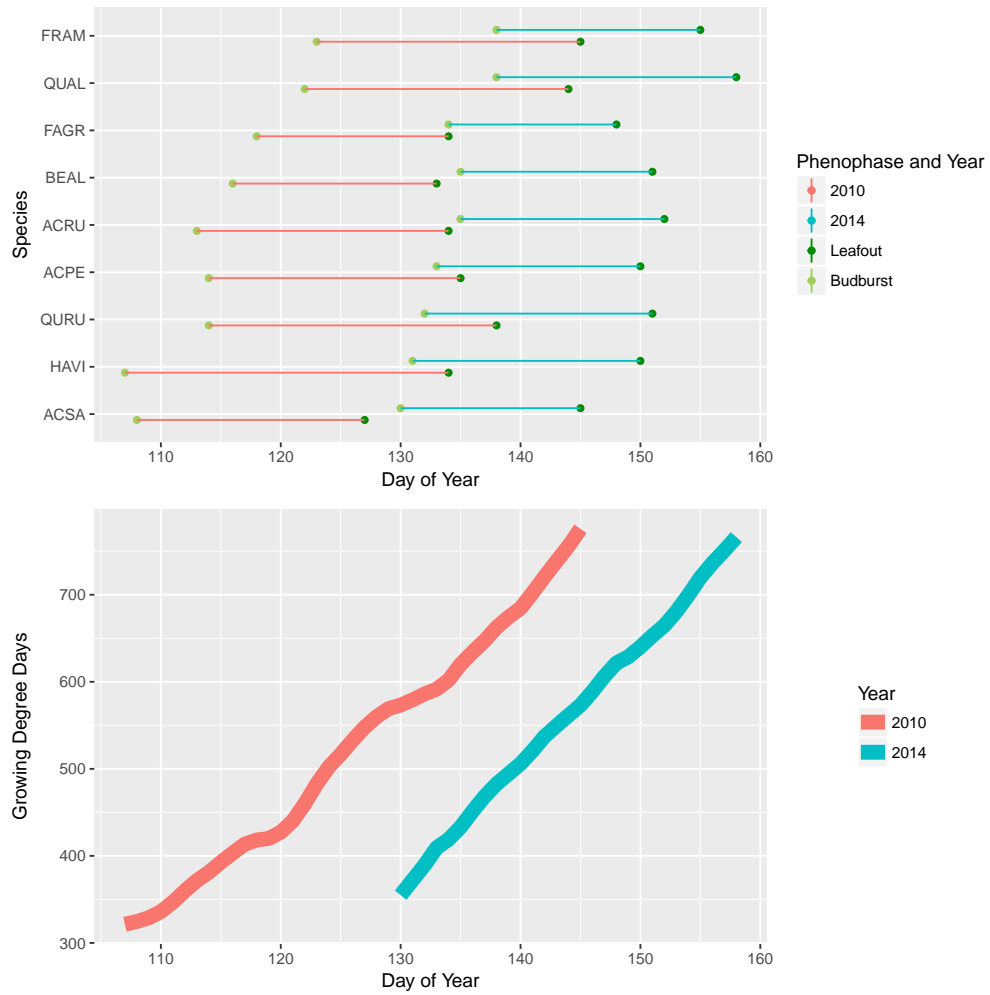 FRAM
QUAL
FAGR
BEAL
ACRU
ACPE
QURU
HAVI
ACSA
Species
110 120 130 140 150 160
Day of Year
Phenophase and Year
2010
2014
Leafout
Budburst
700
600
500
400
300
Growing Degree Days
110 120 130 140 150 160
Day of Year
Year
2010
2014